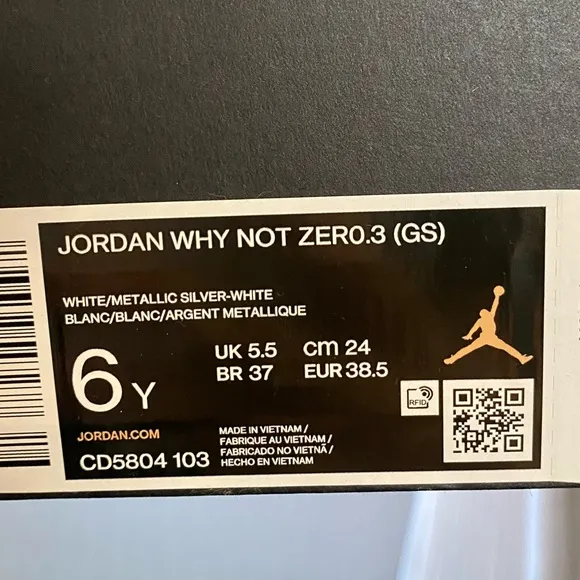 JORDAN WHY NOT ZER0.3 (GS)
WHITE/METALLIC SILVER-WHITE
BLANC/BLANC/ARGENT METALLIQUE
6 Y
UK 5.5 cm 24
BR 37 EUR 38.5
RFID
JORDAN.COM
CD5804 103
MADE IN VIETNAM /
FABRIQUE AU VIETNAM /
FABRICADO NO VIETNÃ /
HECHO EN VIETNAM